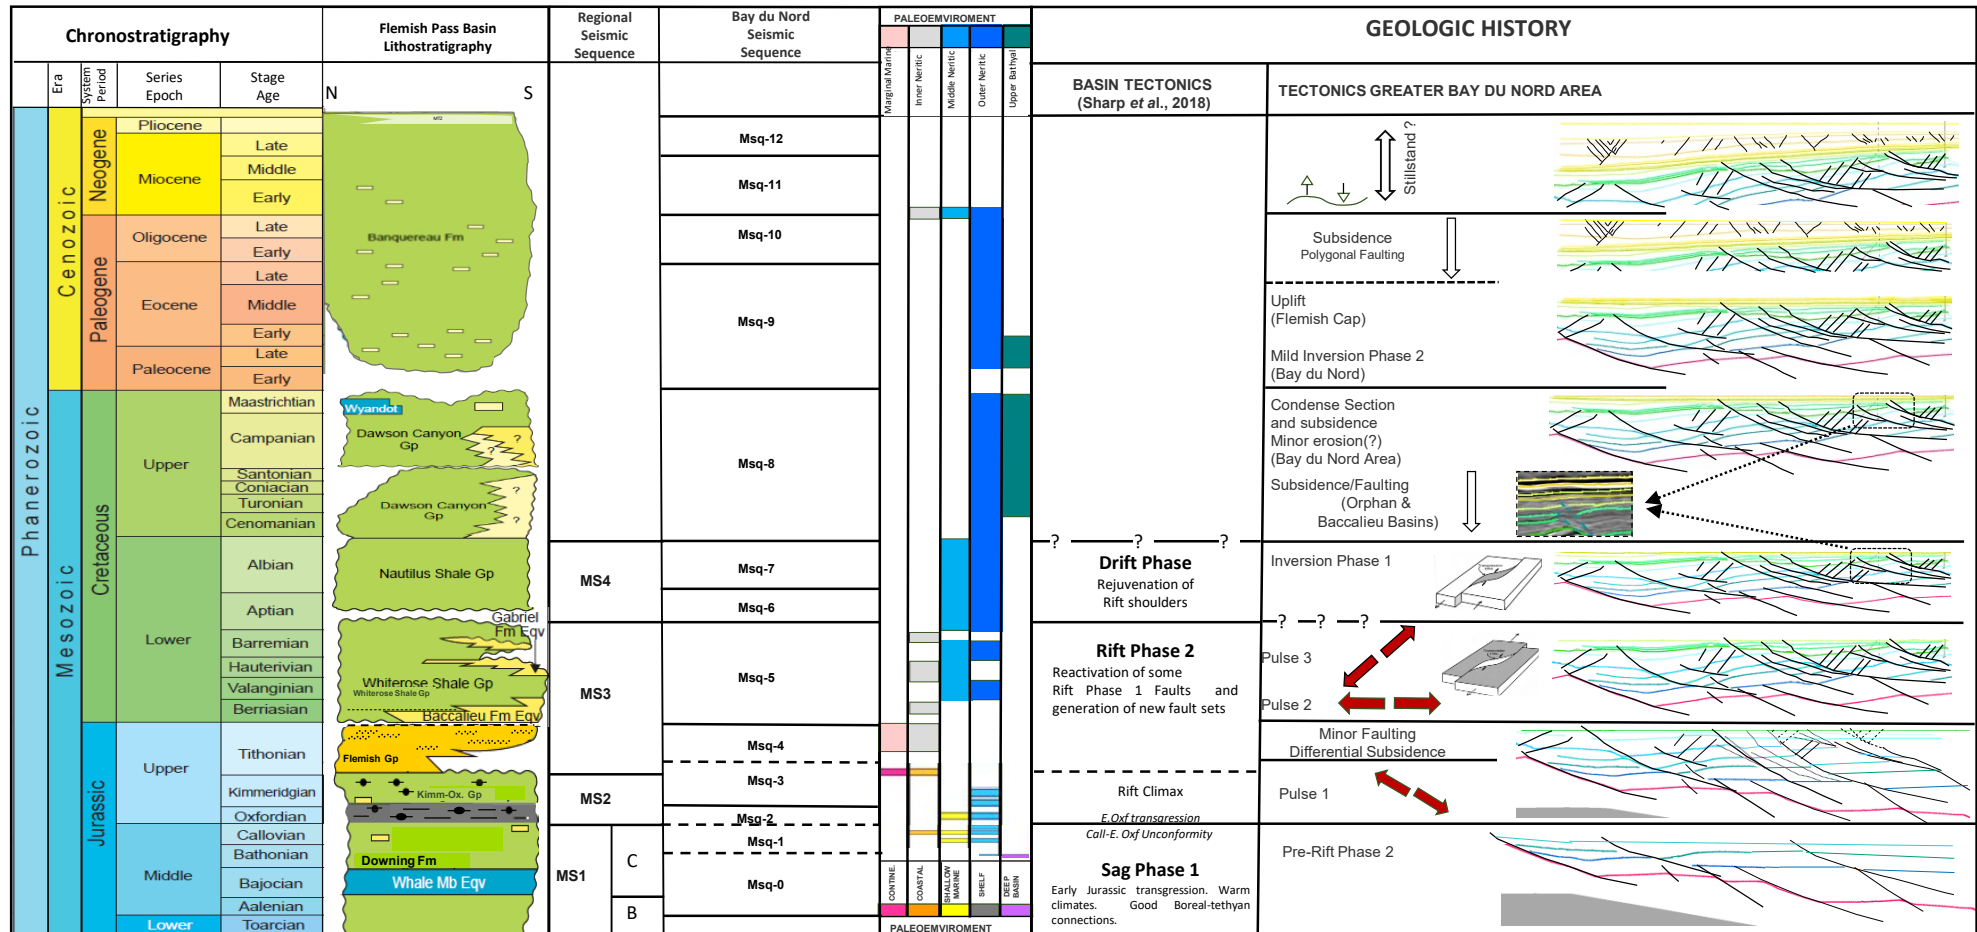 Chronostratigraphy
Flemish Pass Basin
Lithostratigraphy
Regional
Seismic
Sequence
Bay du Nord
Seismic
Sequence
PALEOENVIROMENT
GEOLOGIC HISTORY
Era
System
Period
Series
Epoch
Stage
Age
N
S
Marginal Marine
Inner Neritic
Middle Neritic
Outer Neritic
Upper Bathyal
BASIN TECTONICS
(Sharp et al., 2018)
TECTONICS GREATER BAY DU NORD AREA
Phanerozoic
Cenozoic
Mesozoic
Neogene
Paleogene
Cretaceous
Jurassic
Pliocene
Miocene
Oligocene
Eocene
Paleocene
Upper
Lower
Upper
Middle
Lower
Late
Middle
Early
Late
Early
Late
Middle
Early
Late
Early
Maastrichtian
Campanian
Santonian
Coniacian
Turonian
Cenomanian
Albian
Aptian
Barremian
Hauterivian
Valanginian
Berriasian
Tithonian
Kimmeridgian
Oxfordian
Callovian
Bathonian
Bajocian
Aalenian
Toarcian
Banquereau Fm
Wyandot
Dawson Canyon
Gp
?
?
Dawson Canyon
Gp
?
?
Nautilus Shale Gp
Gabriel
Fm Eqv
Whiterose Shale Gp
Whiterose Shale Gp
Baccalieu Fm Eqv
Flemish Gp
Kimm-Ox. Gp
Downing Fm
Whale Mb Eqv
MS4
MS3
MS2
MS1
C
B
Msq-12
Msq-11
Msq-10
Msq-9
Msq-8
Msq-7
Msq-6
Msq-5
Msq-4
Msq-3
Msq-2
Msq-1
Msq-0
CONTINE.
COASTAL
SHALLOW
MARINE
SHELF
DEEP
BASIN
PALEOEMVIROMENT
? ? ?
Drift Phase
Rejuvenation of
Rift shoulders
Rift Phase 2
Reactivation of some
Rift Phase 1 Faults and
generation of new fault sets
Rift Climax
E.Oxf transgression
Call-E. Oxf Unconformity
Sag Phase 1
Early Jurassic transgression. Warm
climates. Good Boreal-tethyan
connections.
Stillstand ?
Subsidence
Polygonal Faulting
Uplift
(Flemish Cap)
Mild Inversion Phase 2
(Bay du Nord)
Condense Section
and subsidence
Minor erosion(?)
(Bay du Nord Area)
Subsidence/Faulting
(Orphan &
Baccalieu Basins)
Inversion Phase 1
? ? ?
Pulse 3
Pulse 2
Minor Faulting
Differential Subsidence
Pulse 1
Pre-Rift Phase 2